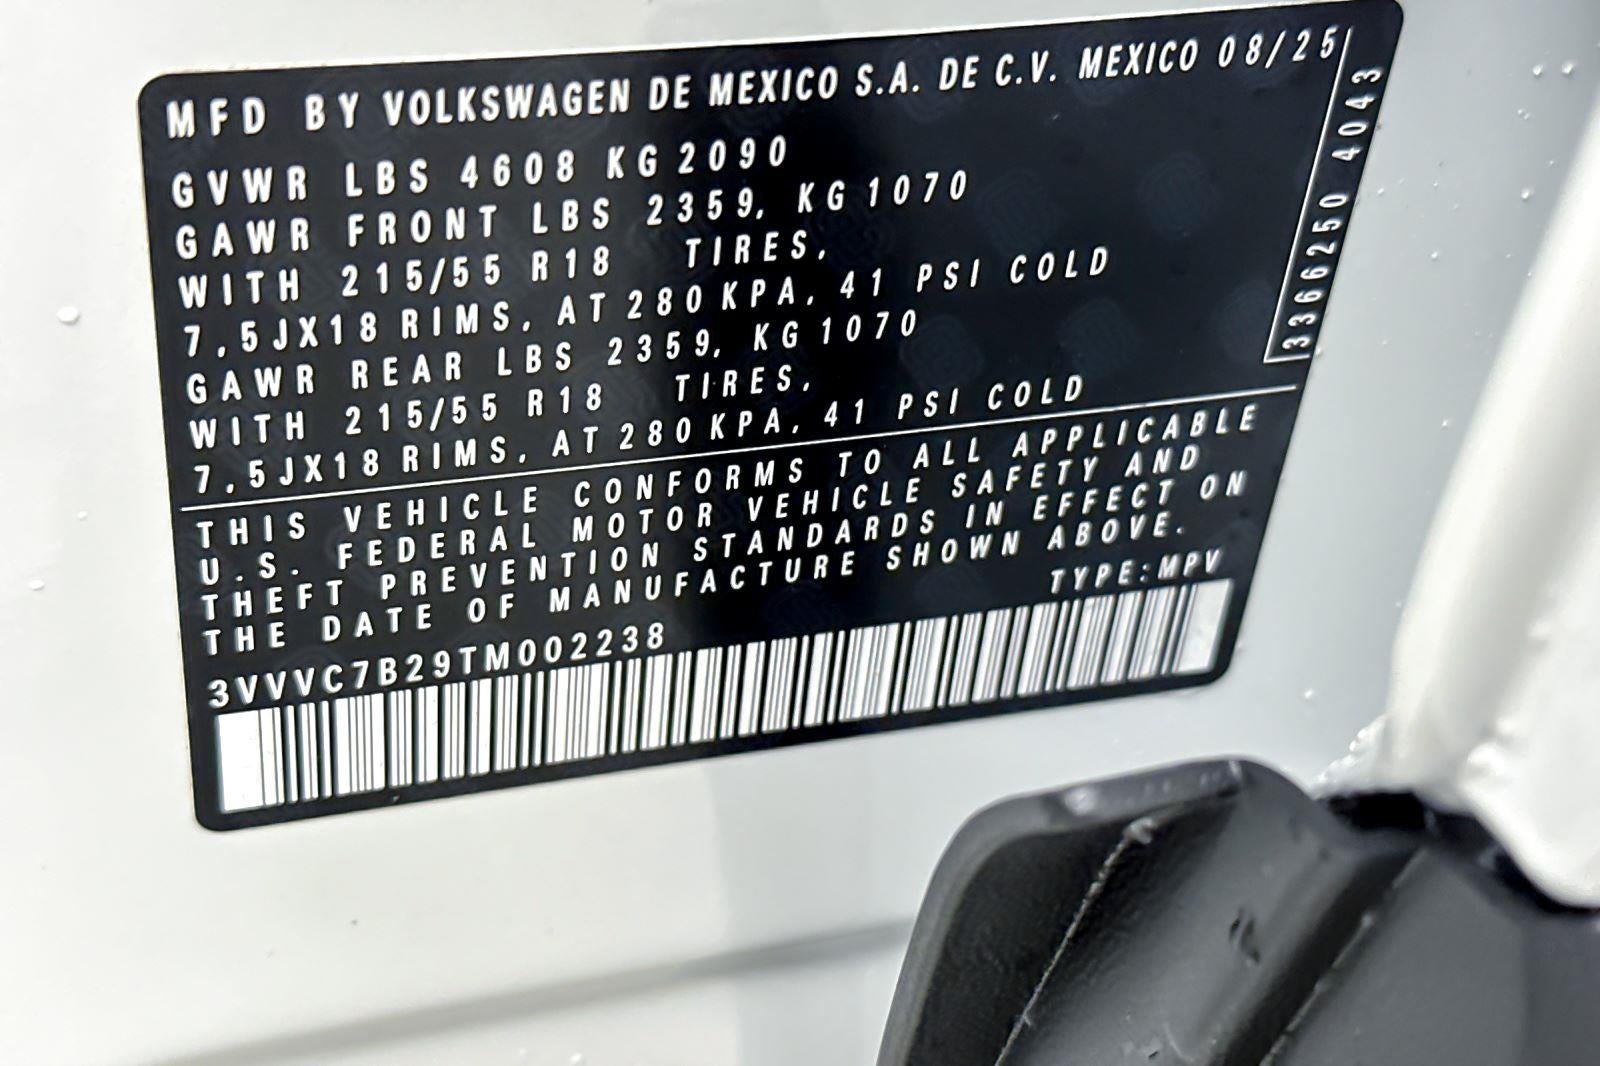 MFD BY VOLKSWAGEN DE MEXICO S.A. DE C.V. MEXICO 08/25
GVWR LBS 4608 KG 2090
GAWR FRONT LBS 2359, KG 1070
WITH 215/55 R18 TIRES,
7,5JX18 RIMS, AT 280 KPA, 41 PSI COLD
GAWR REAR LBS 2359, KG 1070
WITH 215/55 R18 TIRES,
7,5JX18 RIMS, AT 280 KPA, 41 PSI COLD
THIS VEHICLE CONFORMS TO ALL APPLICABLE
U.S. FEDERAL MOTOR VEHICLE SAFETY AND
THEFT PREVENTION STANDARDS IN EFFECT ON
THE DATE OF MANUFACTURE SHOWN ABOVE.
TYPE:MPV
3VVVC7B29TM002238
3366250 4043